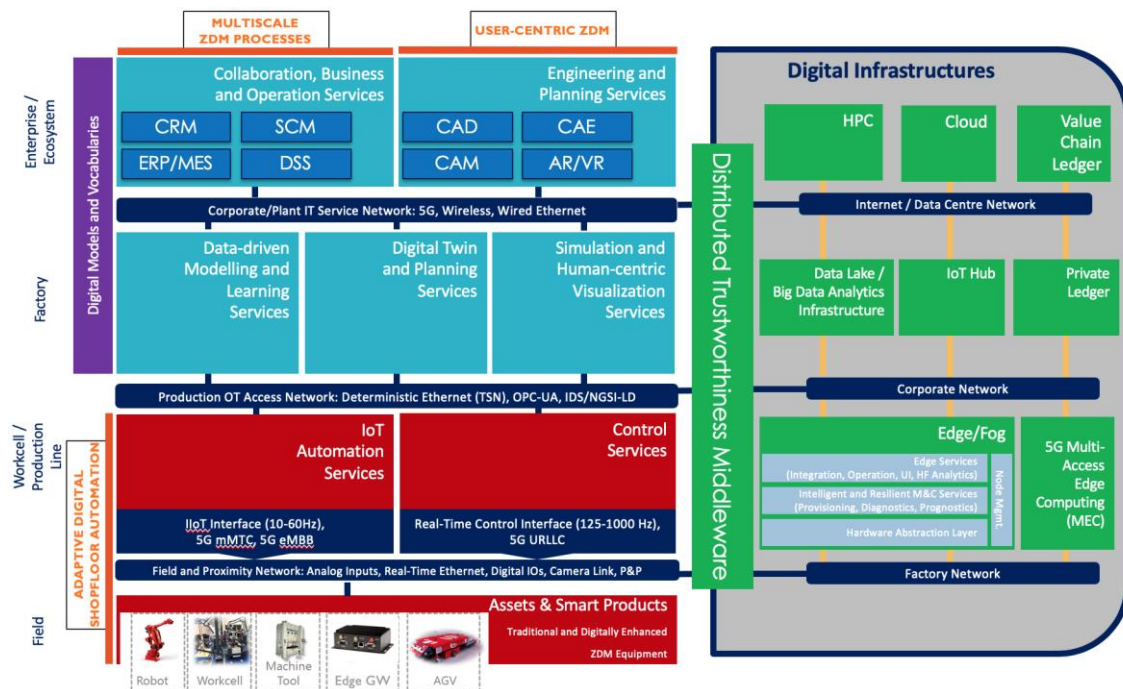 MULTISCALE
ZDM PROCESSES
USER-CENTRIC ZDM
Enterprise /
Ecosystem
Digital Models and Vocabularies
Collaboration, Business
and Operation Services
CRM
SCM
ERP/MES
DSS
Engineering and
Planning Services
CAD
CAE
CAM
AR/VR
Corporate/Plant IT Service Network: 5G, Wireless, Wired Ethernet
Factory
Data-driven
Modelling and
Learning
Services
Digital Twin
and Planning
Services
Simulation and
Human-centric
Visualization
Services
Production OT Access Network: Deterministic Ethernet (TSN), OPC-UA, IDS/NGSI-LD
Workcell /
Production
Line
ADAPTIVE DIGITAL
SHOPFLOOR AUTOMATION
IoT
Automation
Services
Control
Services
IIoT Interface (10-60Hz),
5G mMTC, 5G eMBB
Real-Time Control Interface (125-1000 Hz),
5G URLLC
Field and Proximity Network: Analog Inputs, Real-Time Ethernet, Digital IOs, Camera Link, P&P
Field
Assets & Smart Products
Traditional and Digitally Enhanced
ZDM Equipment
Robot
Workcell
Machine
Tool
Edge GW
AGV
Distributed Trustworthiness Middleware
Digital Infrastructures
HPC
Cloud
Value
Chain
Ledger
Internet / Data Centre Network
Data Lake /
Big Data Analytics
Infrastructure
IoT Hub
Private
Ledger
Corporate Network
Edge/Fog
Edge Services
(Integration, Operation, UI, HF Analytics)
Intelligent and Resilient M&C Services
(Provisioning, Diagnostics, Prognostics)
Hardware Abstraction Layer
Node Mgmt.
5G Multi-
Access
Edge
Computing
(MEC)
Factory Network